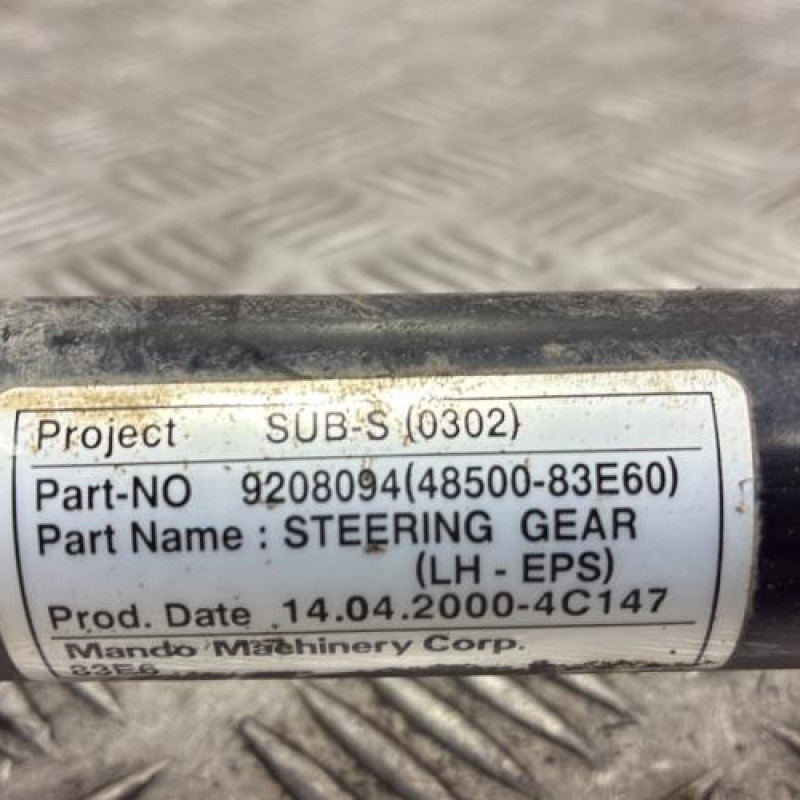 Project SUB-S (0302)
Part-NO 9208094(48500-83E60)
Part Name : STEERING GEAR
(LH - EPS)
Prod. Date 14.04.2000-4C147
Mando Machinery Corp.
83E6